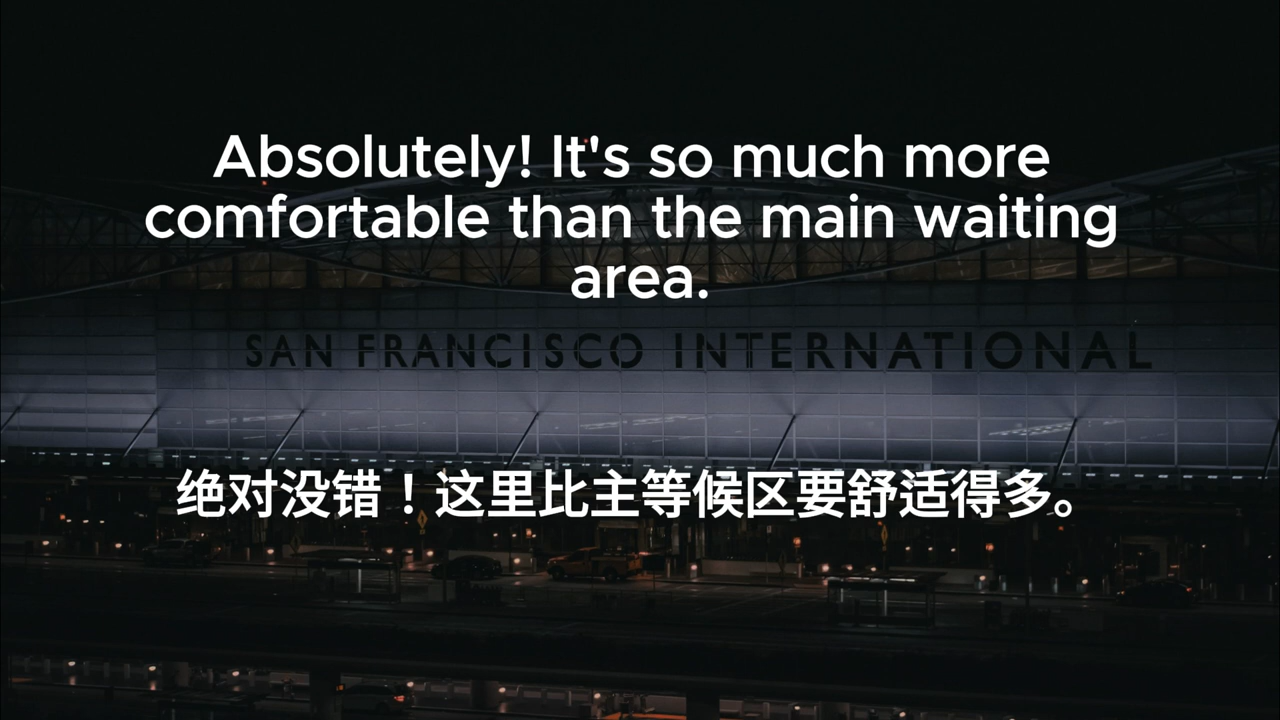 Absolutely! It's so much more
comfortable than the main waiting
area.
SAN FRANCISCO INTERNATIONAL
绝对没错！这里比主等候区要舒适得多。